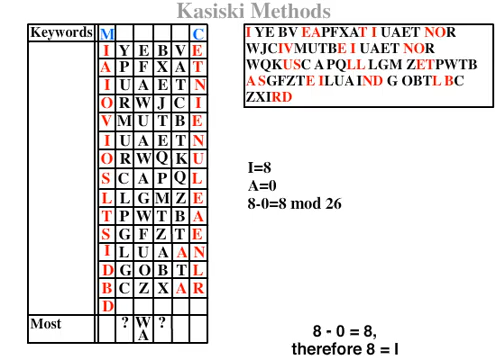 Kasiski Methods
Keywords M C
I Y E B V E
A P F X A T
I U A E T N
O R W J C I
V M U T B E
I U A E T N
O R W Q K U
S C A P Q L
L L G M Z E
T P W T B A
S G F Z T E
I L U A A N
D G O B T L
B C Z X A R
D
Most ? W ?
A
I YE BV EAPFXAT I UAET NOR
WJCIVMUTBE I UAET NOR
WQKUSC A PQLL LGM ZETPWTB
A SGFZTE ILUA IND G OBTL BC
ZXIRD
I=8
A=0
8-0=8 mod 26
8 - 0 = 8,
therefore 8 = I